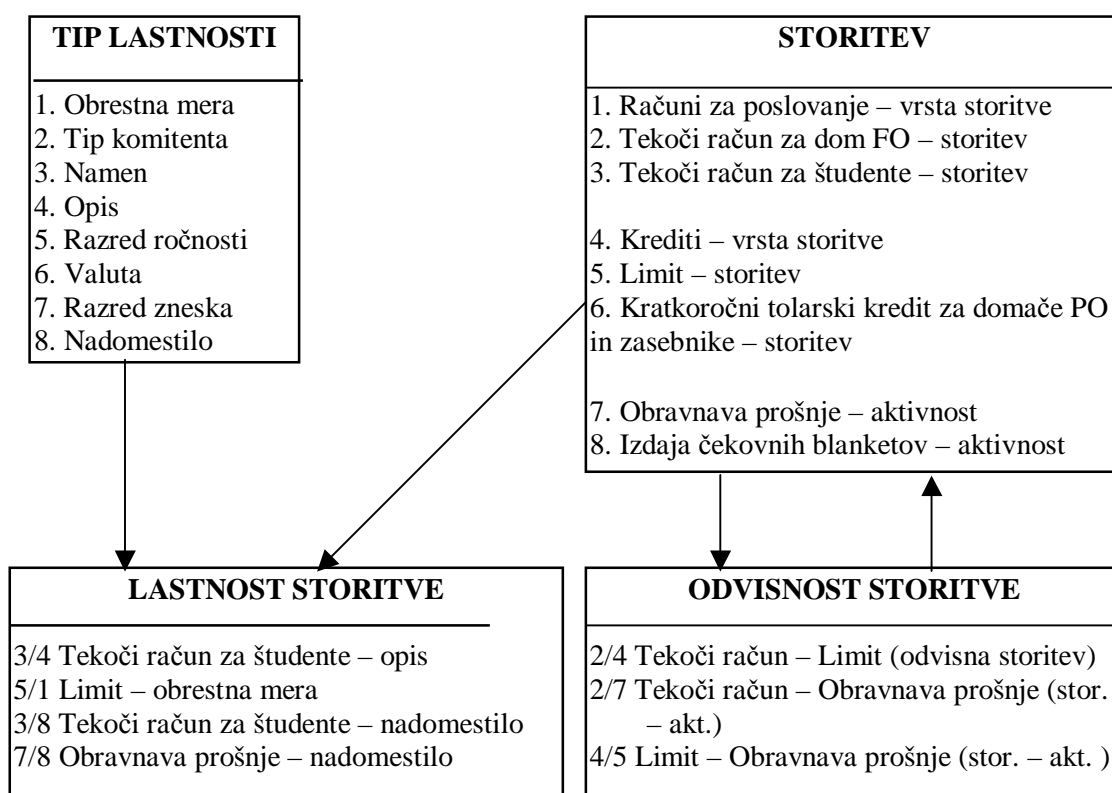 TIP LASTNOSTI
1. Obrestna mera
2. Tip komitenta
3. Namen
4. Opis
5. Razred ročnosti
6. Valuta
7. Razred zneska
8. Nadomestilo
STORITEV
1. Računi za poslovanje – vrsta storitve
2. Tekoči račun za dom FO – storitev
3. Tekoči račun za študente – storitev
4. Krediti – vrsta storitve
5. Limit – storitev
6. Kratkoročni tolarski kredit za domače PO
in zasebnike – storitev
7. Obravnava prošnje – aktivnost
8. Izdaja čekovnih blanketov – aktivnost
LASTNOST STORITVE
3/4 Tekoči račun za študente – opis
5/1 Limit – obrestna mera
3/8 Tekoči račun za študente – nadomestilo
7/8 Obravnava prošnje – nadomestilo
ODVISNOST STORITVE
2/4 Tekoči račun – Limit (odvisna storitev)
2/7 Tekoči račun – Obravnava prošnje (stor.
– akt.)
4/5 Limit – Obravnava prošnje (stor. – akt. )